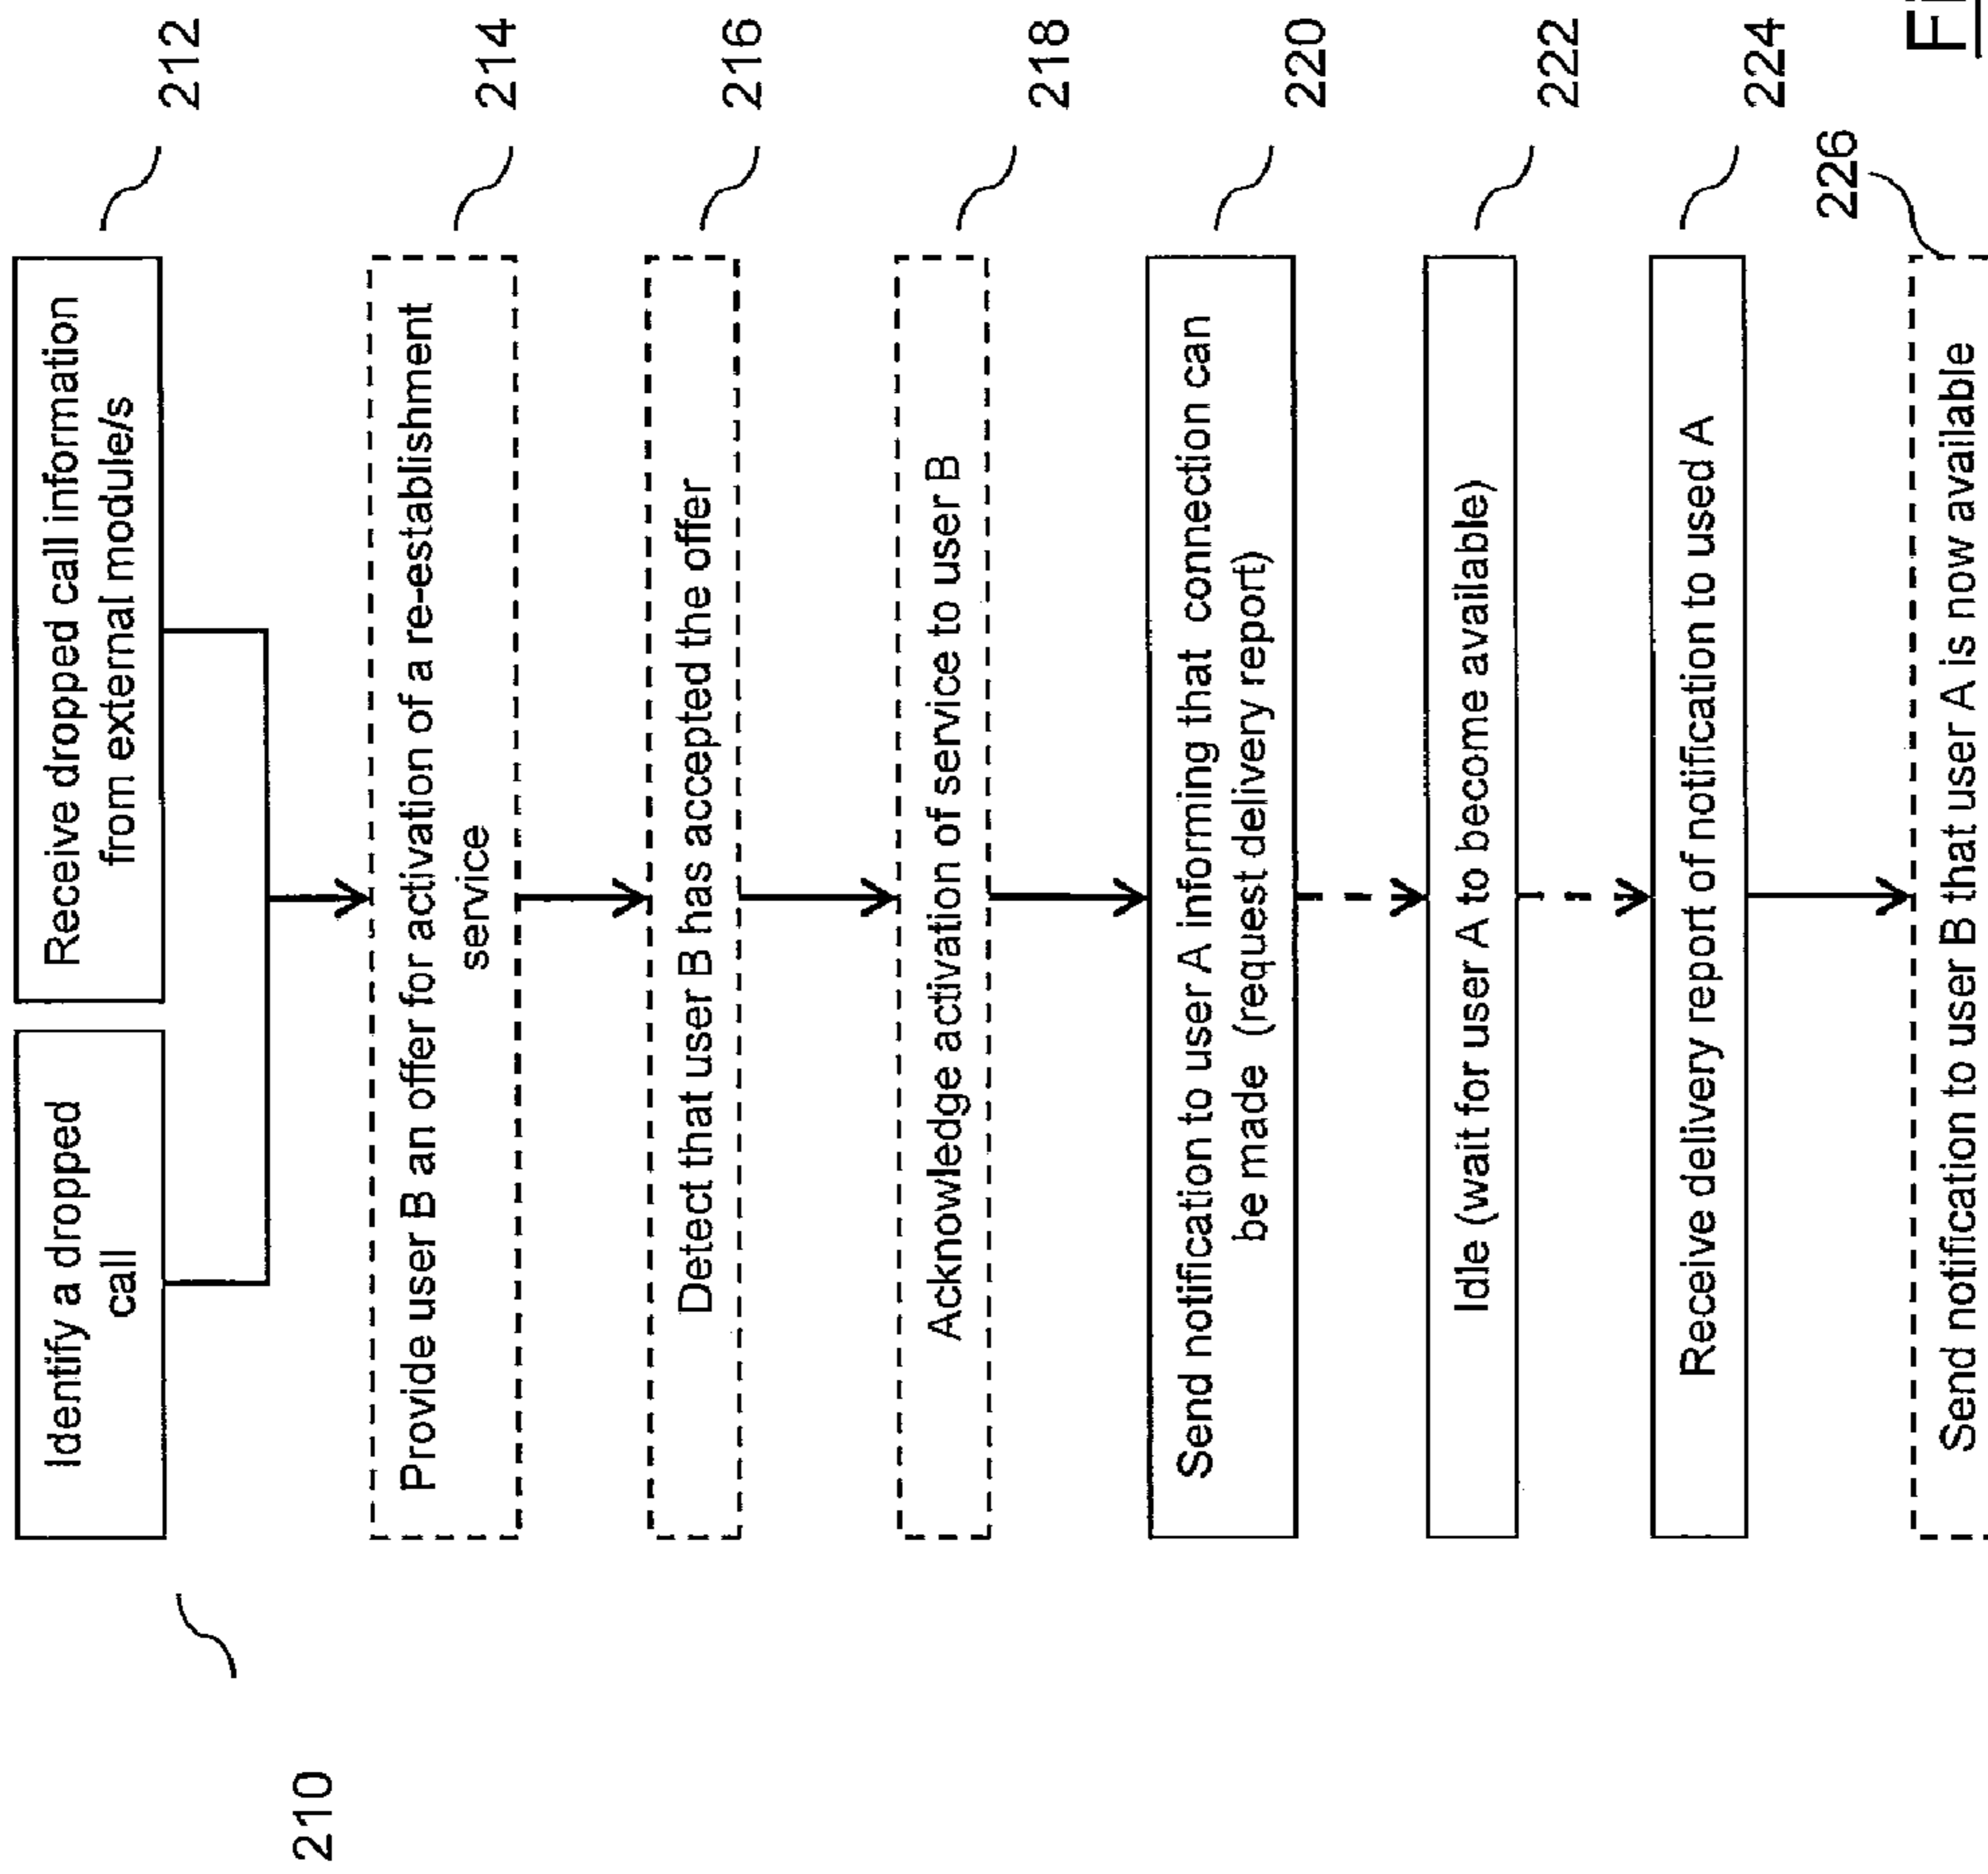 Identify a dropped
call
210
Receive dropped call information
from external module/s
212
Provide user B an offer for activation of a re-establishment
service
214
Detect that user B has accepted the offer
216
Acknowledge activation of service to user B
218
Send notification to user A informing that connection can
be made (request delivery report)
220
Idle (wait for user A to become available)
222
Receive delivery report of notification to used A
224
Send notification to user B that user A is now available
226